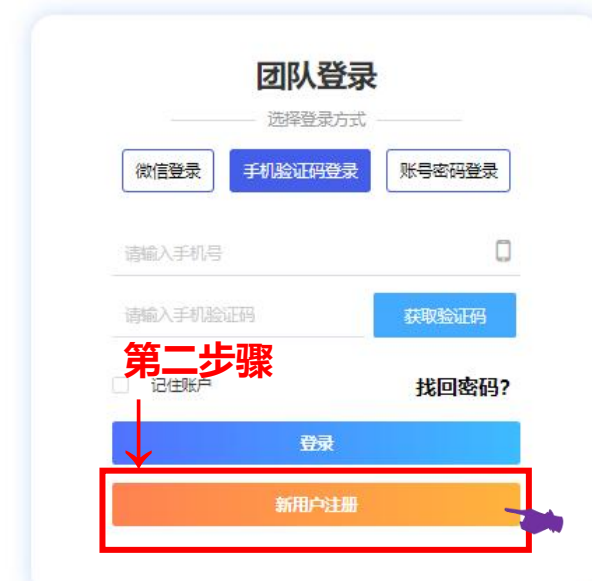 团队登录
选择登录方式
微信登录 手机验证码登录 账号密码登录
请输入手机号
请输入手机验证码 获取验证码
第二步骤
记住账户 找回密码?
登录
新用户注册